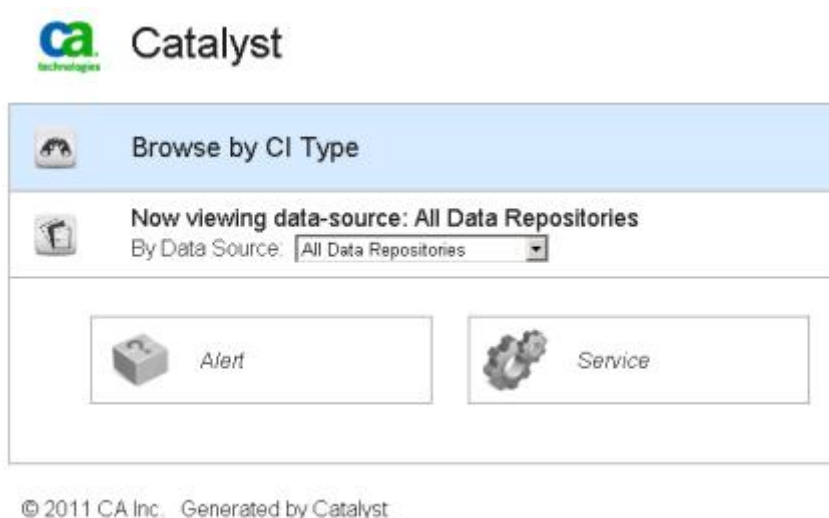 ca
technologies
Catalyst
Browse by CI Type
Now viewing data-source: All Data Repositories
By Data Source: All Data Repositories
Alert
Service
© 2011 CA Inc. Generated by Catalyst